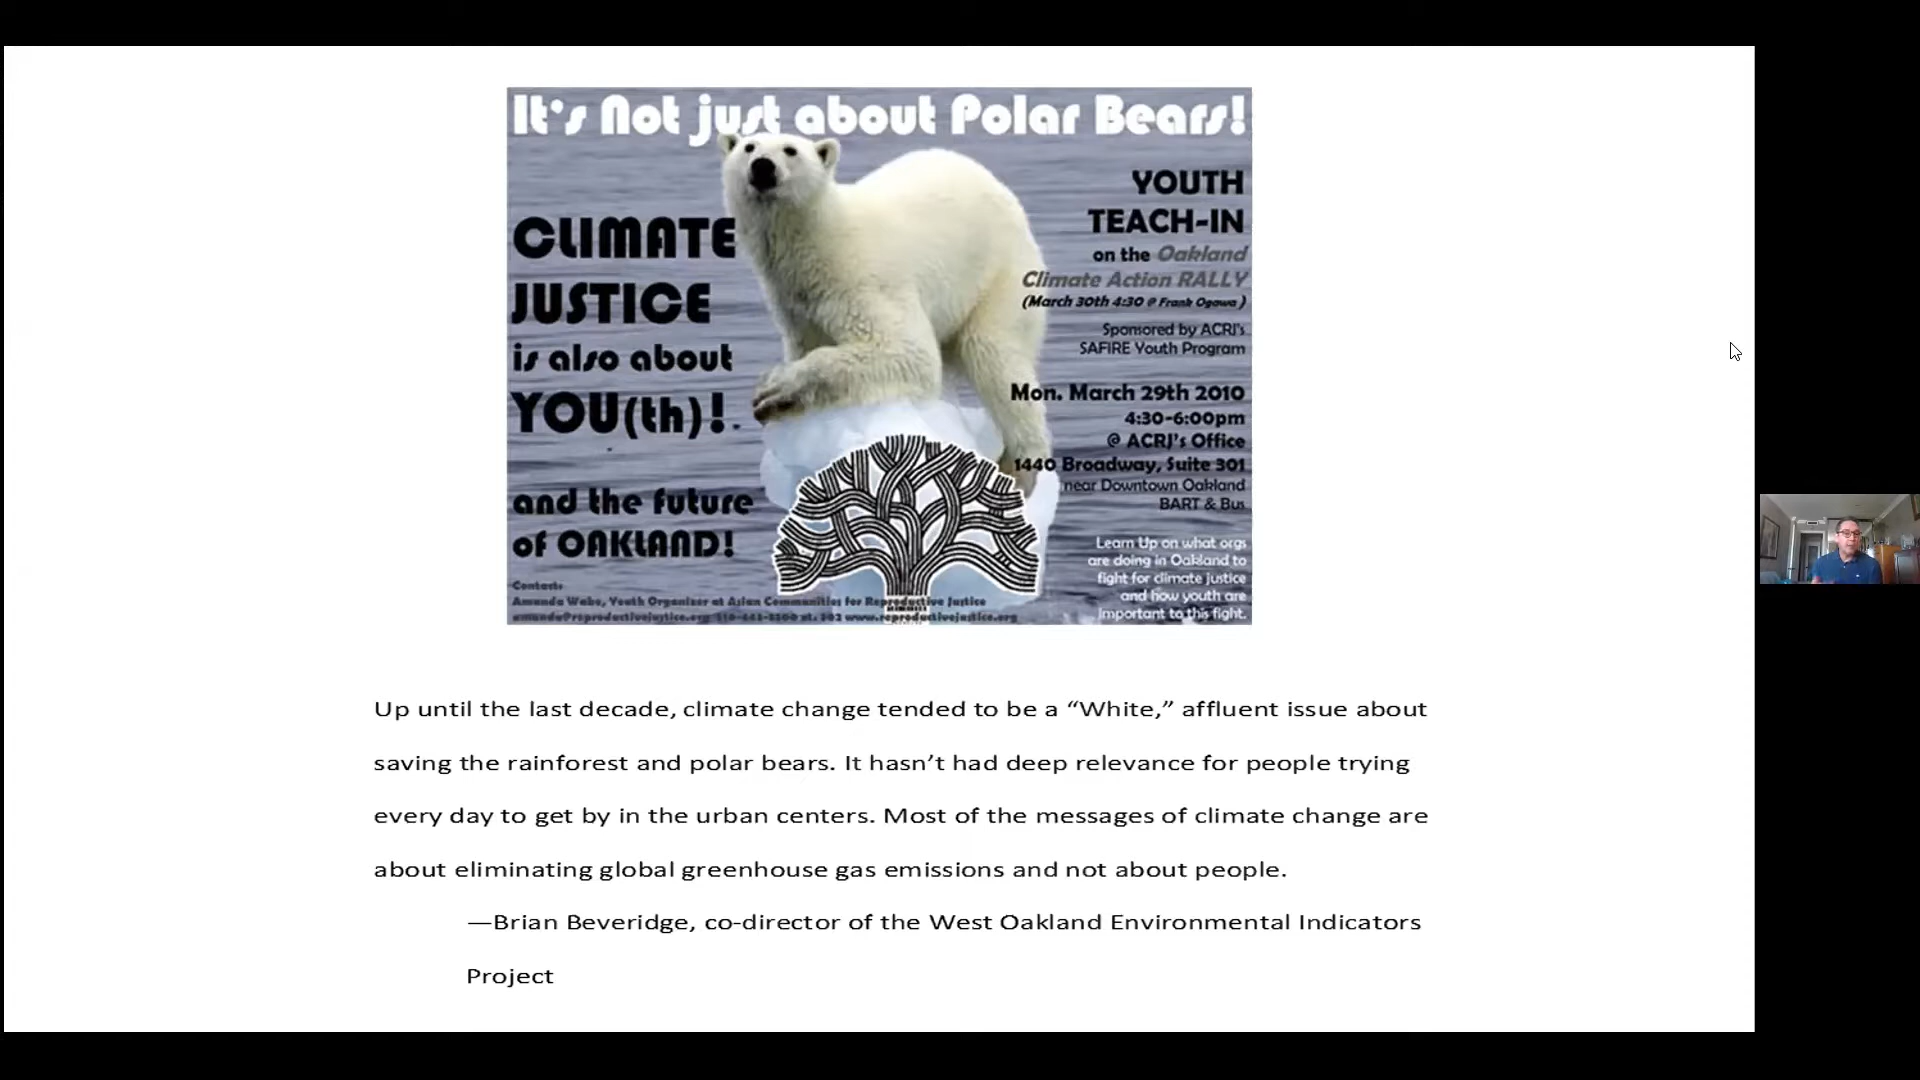 It's Not just about Polar Bears!
CLIMATE
JUSTICE
is also about
YOU(th)!
and the future
of OAKLAND!
Contact:
Amanda Wake, Youth Organizer at Asian Communities for Reproductive Justice
www.reproductivejustice.org
YOUTH
TEACH-IN
on the Oakland
Climate Action RALLY
(March 30th 4:30 @ Frank Ogawa)
Sponsored by ACRJ's
SAFIRE Youth Program
Mon. March 29th 2010
4:30-6:00pm
@ ACRJ's Office
1440 Broadway, Suite 301
near Downtown Oakland
BART & Bus
Learn Up on what orgs
are doing in Oakland to
fight for climate justice
and how youth are
important to this fight.
Up until the last decade, climate change tended to be a “White,” affluent issue about
saving the rainforest and polar bears. It hasn’t had deep relevance for people trying
every day to get by in the urban centers. Most of the messages of climate change are
about eliminating global greenhouse gas emissions and not about people.
—Brian Beveridge, co-director of the West Oakland Environmental Indicators
Project